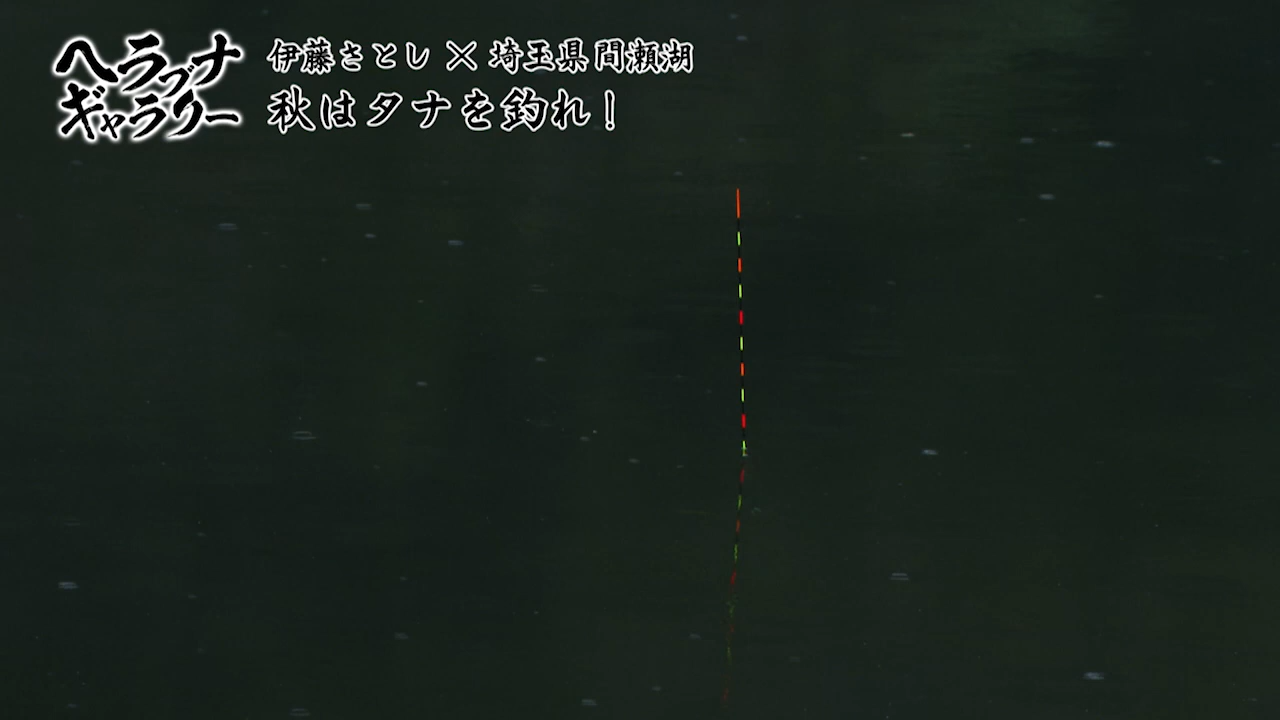 ヘラブナ
ギャラリー
伊藤さとし×埼玉県間瀬湖
秋はタナを釣れ！